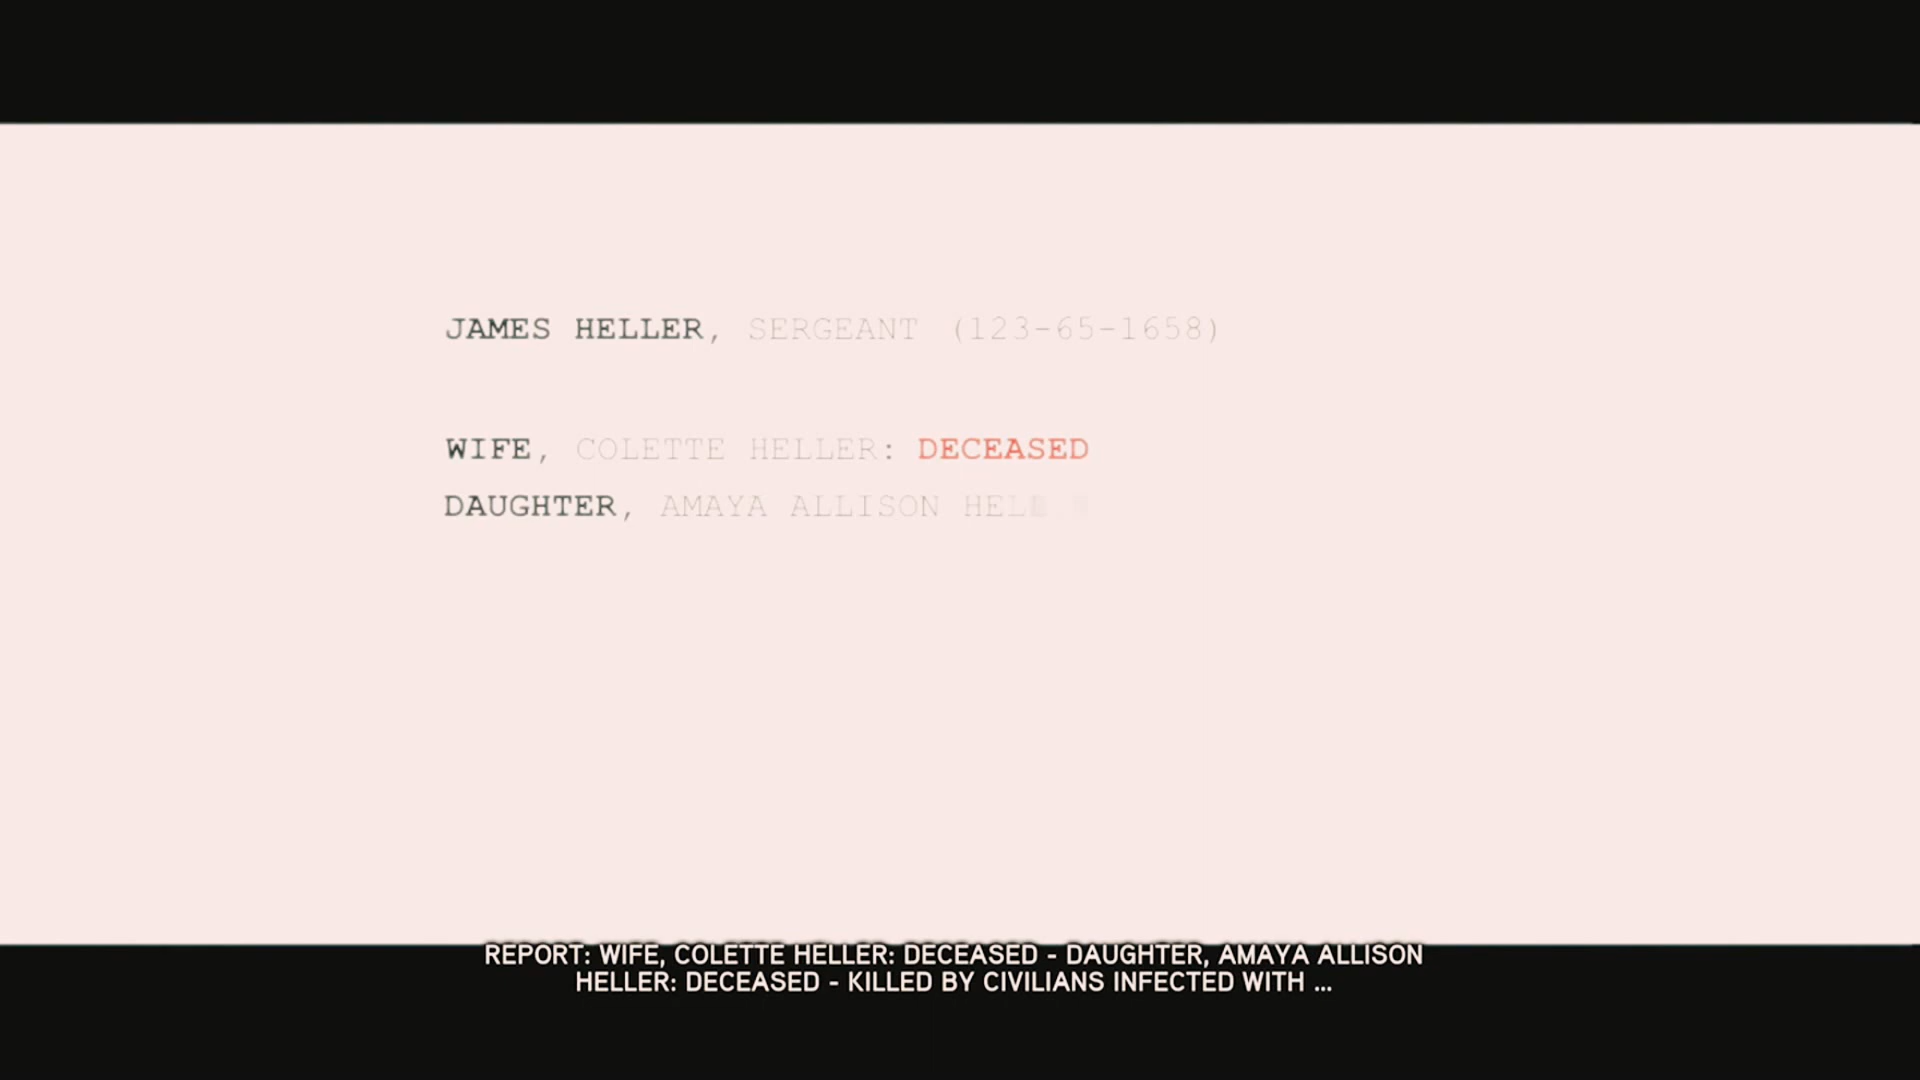 JAMES HELLER, SERGEANT (123-65-1658)
WIFE, COLETTE HELLER: DECEASED
DAUGHTER, AMAYA ALLISON HEL
REPORT: WIFE, COLETTE HELLER: DECEASED - DAUGHTER, AMAYA ALLISON
HELLER: DECEASED - KILLED BY CIVILIANS INFECTED WITH ...